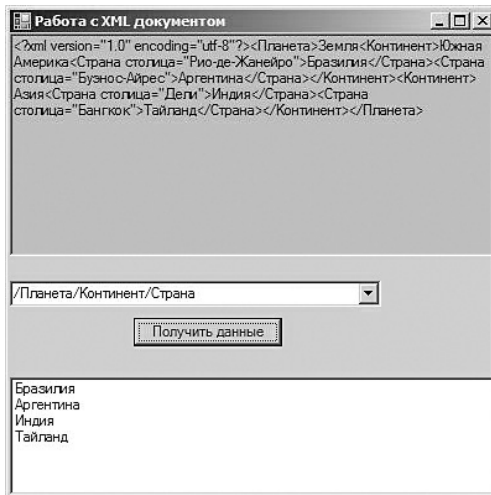 Работа с XML документом
<?xml version="1.0" encoding="utf-8"?><Планета>Земля<Континент>Южная
Америка<Страна столица="Рио-де-Жанейро">Бразилия</Страна><Страна
столица="Буэнос-Айрес">Аргентина</Страна></Континент><Континент>
Азия<Страна столица="Дели">Индия</Страна><Страна
столица="Бангкок">Тайланд</Страна></Континент></Планета>
/Планета/Континент/Страна
Получить данные
Бразилия
Аргентина
Индия
Тайланд